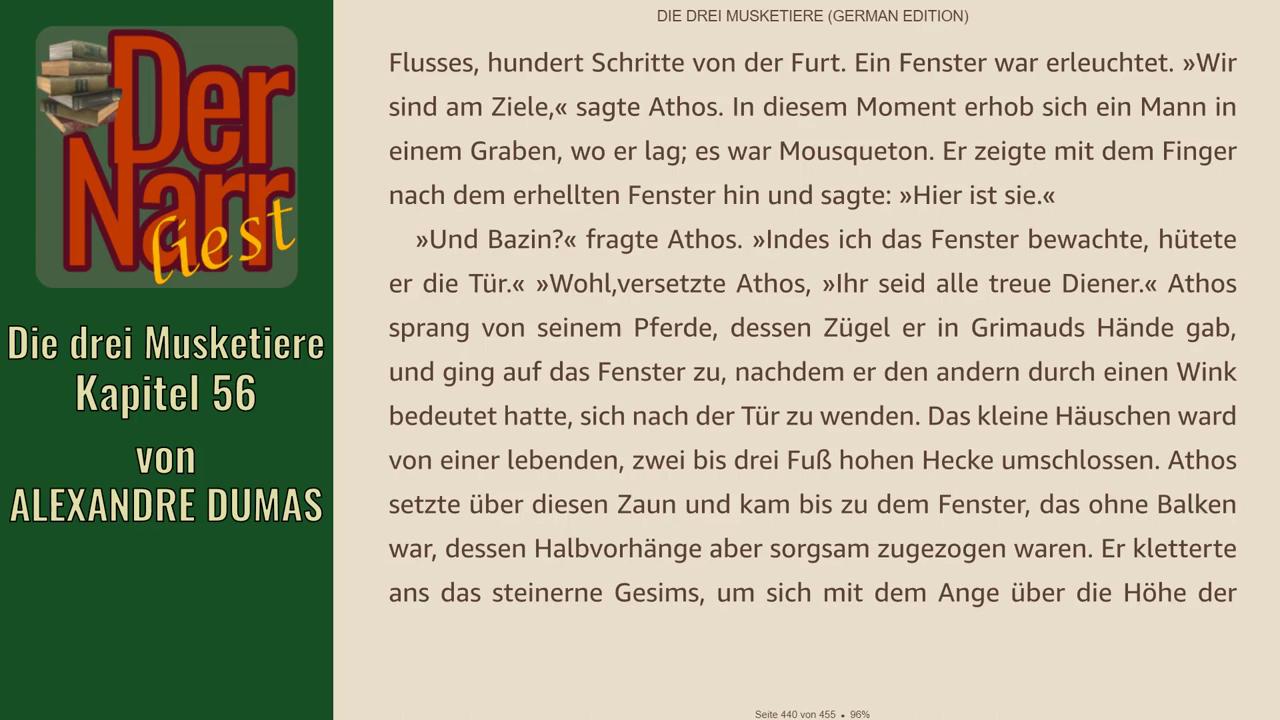 Der
Narr
liest
Die drei Musketiere
Kapitel 56
von
ALEXANDRE DUMAS
DIE DREI MUSKETIERE (GERMAN EDITION)
Flusses, hundert Schritte von der Furt. Ein Fenster war erleuchtet. »Wir
sind am Ziele,« sagte Athos. In diesem Moment erhob sich ein Mann in
einem Graben, wo er lag; es war Mousqueton. Er zeigte mit dem Finger
nach dem erhellten Fenster hin und sagte: »Hier ist sie.«
»Und Bazin?« fragte Athos. »Indes ich das Fenster bewachte, hütete
er die Tür.« »Wohl,versetzte Athos, »Ihr seid alle treue Diener.« Athos
sprang von seinem Pferde, dessen Zügel er in Grimauds Hände gab,
und ging auf das Fenster zu, nachdem er den andern durch einen Wink
bedeutet hatte, sich nach der Tür zu wenden. Das kleine Häuschen ward
von einer lebenden, zwei bis drei Fuß hohen Hecke umschlossen. Athos
setzte über diesen Zaun und kam bis zu dem Fenster, das ohne Balken
war, dessen Halbvorhänge aber sorgsam zugezogen waren. Er kletterte
ans das steinerne Gesims, um sich mit dem Ange über die Höhe der
Seite 440 von 455 • 96%